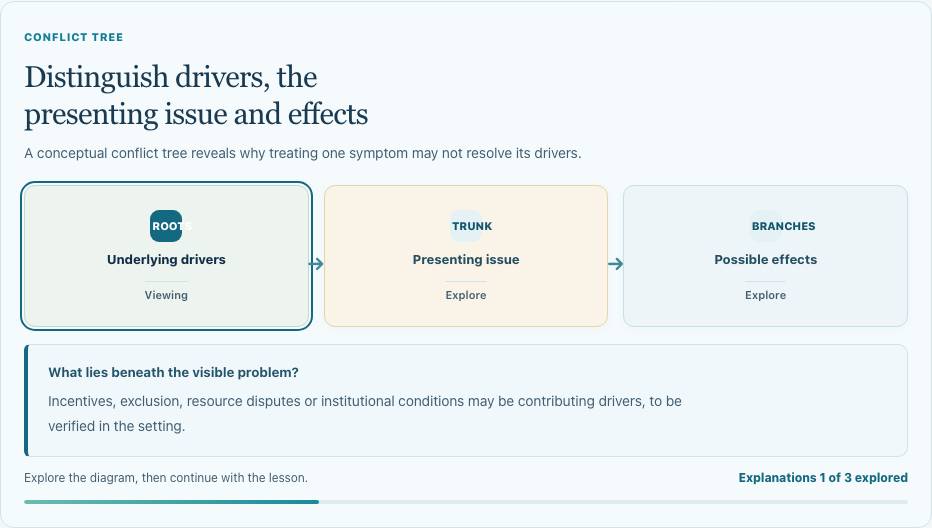 CONFLICT TREE
Distinguish drivers, the
presenting issue and effects
A conceptual conflict tree reveals why treating one symptom may not resolve its drivers.
ROOTS
Underlying drivers
Viewing
TRUNK
Presenting issue
Explore
BRANCHES
Possible effects
Explore
What lies beneath the visible problem?
Incentives, exclusion, resource disputes or institutional conditions may be contributing drivers, to be
verified in the setting.
Explore the diagram, then continue with the lesson.
Explanations 1 of 3 explored